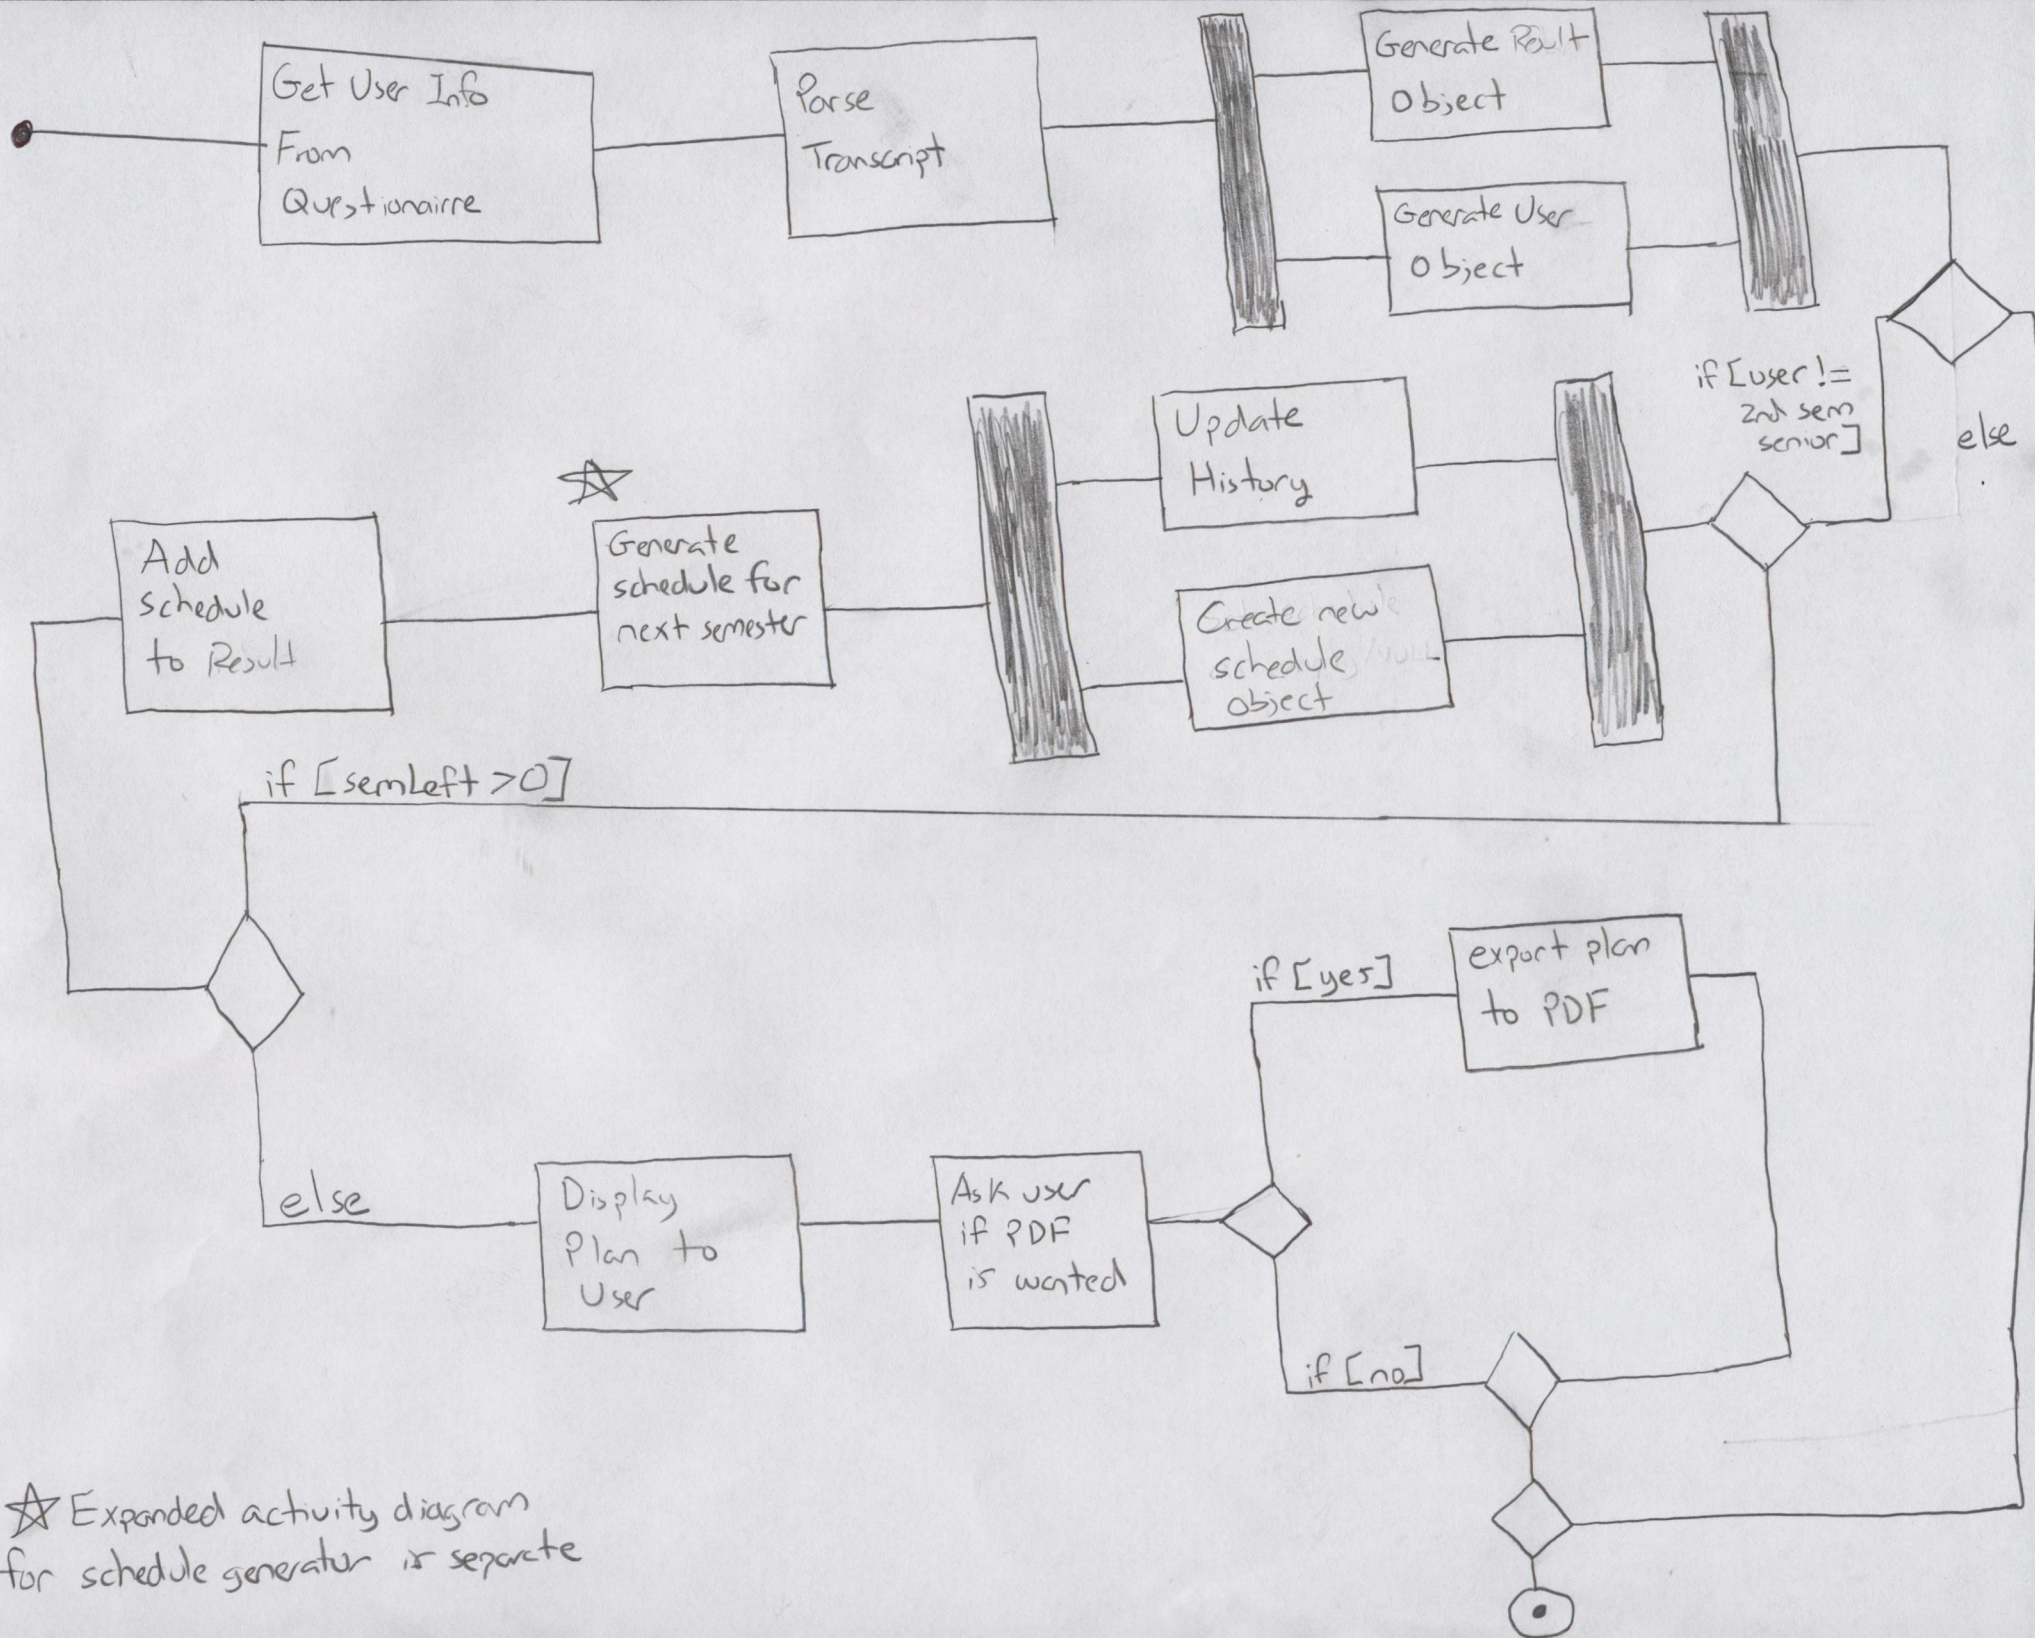 Get User Info
From
Questionairre
Parse
Transcript
Generate Result
Object
Generate User
Object
if [user !=
2nd sem
senior]
else
Update
History
Create new
schedule
object
Generate
schedule for
next semester
Add
schedule
to Result
if [semLeft >0]
else
Display
Plan to
User
Ask user
if PDF
is wanted
if [yes]
export plan
to PDF
if [no]
Expanded activity diagram
for schedule generator is separate